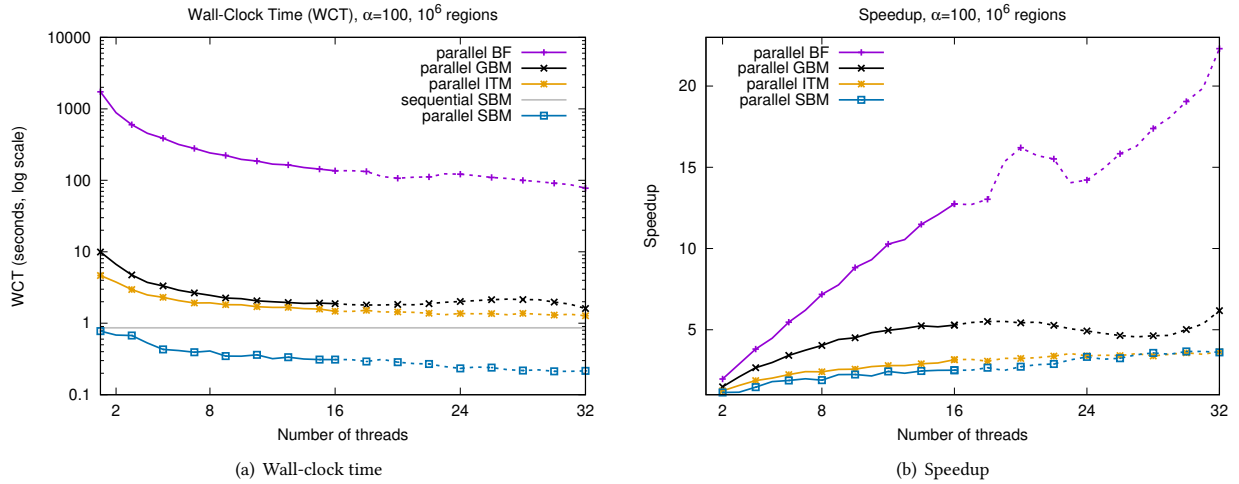 Wall-Clock Time (WCT), α=100, 10⁶ regions
10000
1000
100
10
1
0.1
WCT (seconds, log scale)
parallel BF
parallel GBM
parallel ITM
sequential SBM
parallel SBM
2
8
16
24
32
Number of threads
(a) Wall-clock time
Speedup, α=100, 10⁶ regions
20
15
10
5
Speedup
parallel BF
parallel GBM
parallel ITM
parallel SBM
2
8
16
24
32
Number of threads
(b) Speedup